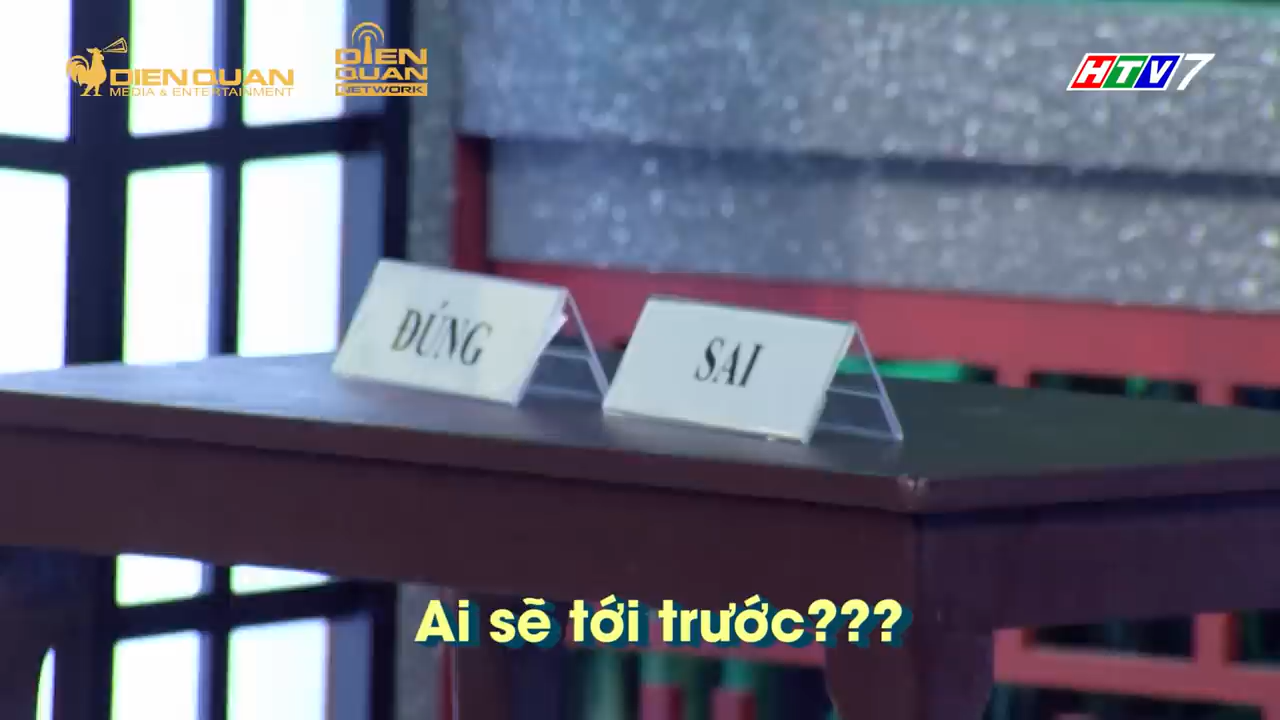 DIEN QUAN
MEDIA & ENTERTAINMENT
DIEN
QUAN
NETWORK
HTV7
ĐÚNG
SAI
Ai sẽ tới trước???